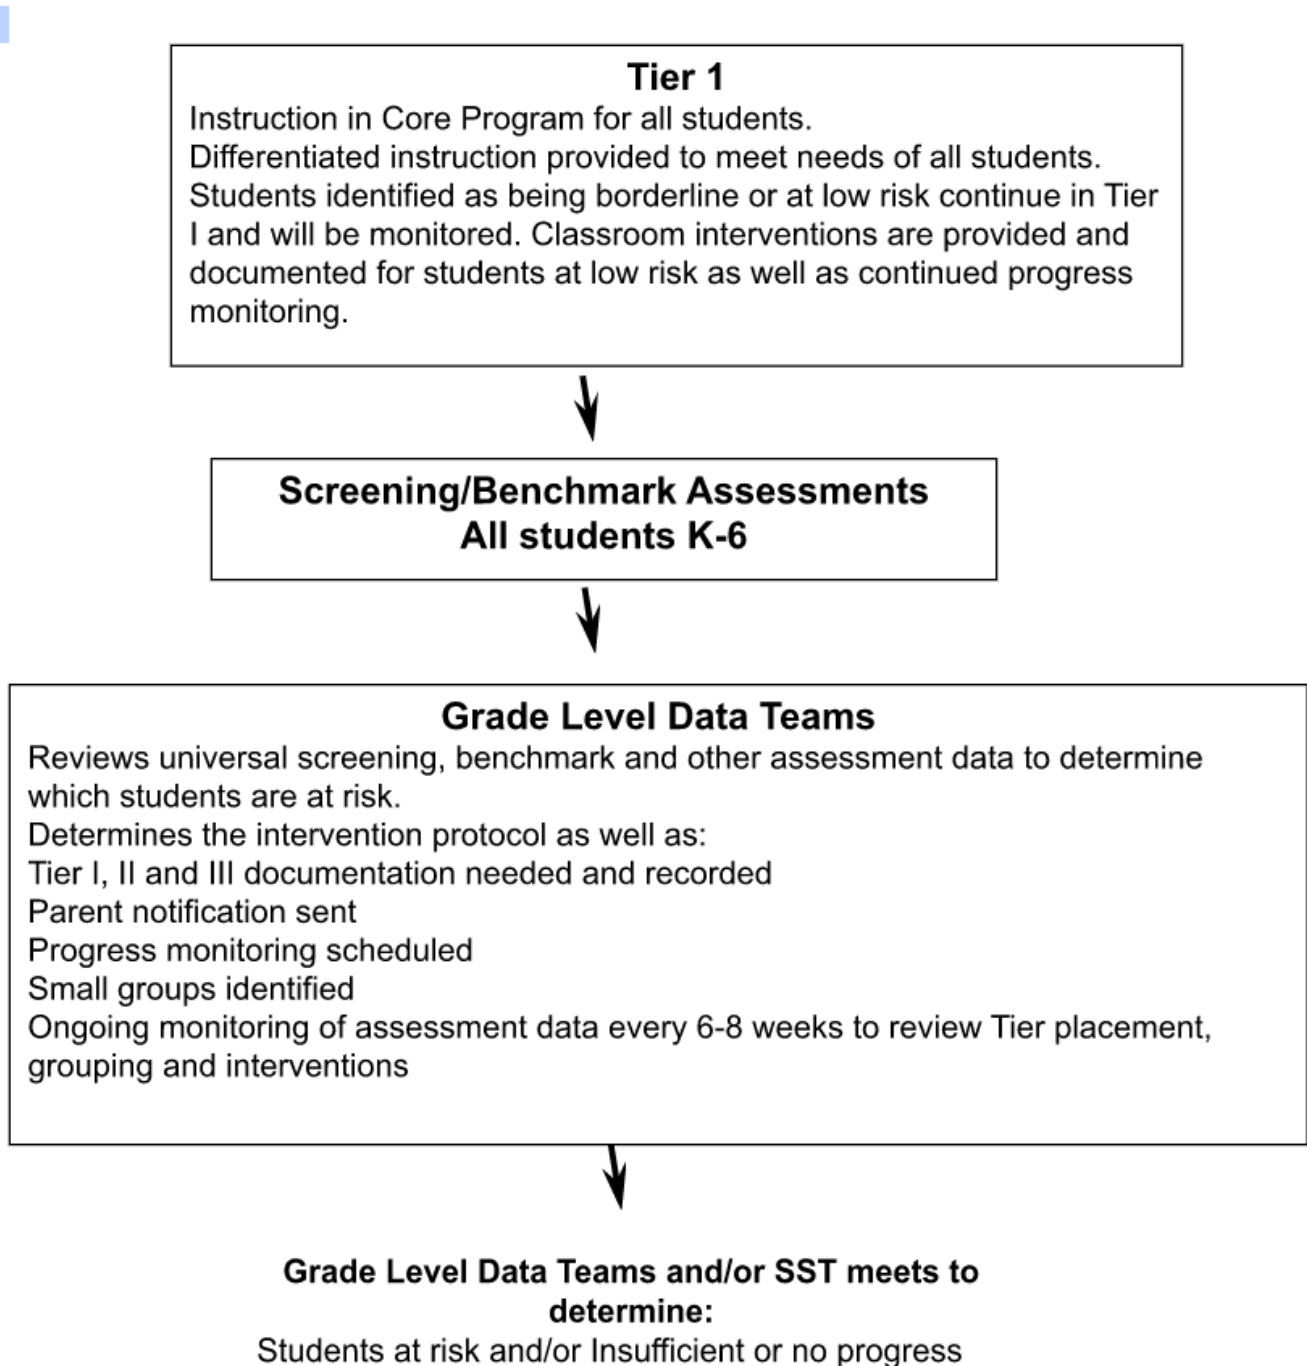 Tier 1
Instruction in Core Program for all students.
Differentiated instruction provided to meet needs of all students.
Students identified as being borderline or at low risk continue in Tier
I and will be monitored. Classroom interventions are provided and
documented for students at low risk as well as continued progress
monitoring.
Screening/Benchmark Assessments
All students K-6
Grade Level Data Teams
Reviews universal screening, benchmark and other assessment data to determine
which students are at risk.
Determines the intervention protocol as well as:
Tier I, II and III documentation needed and recorded
Parent notification sent
Progress monitoring scheduled
Small groups identified
Ongoing monitoring of assessment data every 6-8 weeks to review Tier placement,
grouping and interventions
Grade Level Data Teams and/or SST meets to
determine:
Students at risk and/or Insufficient or no progress